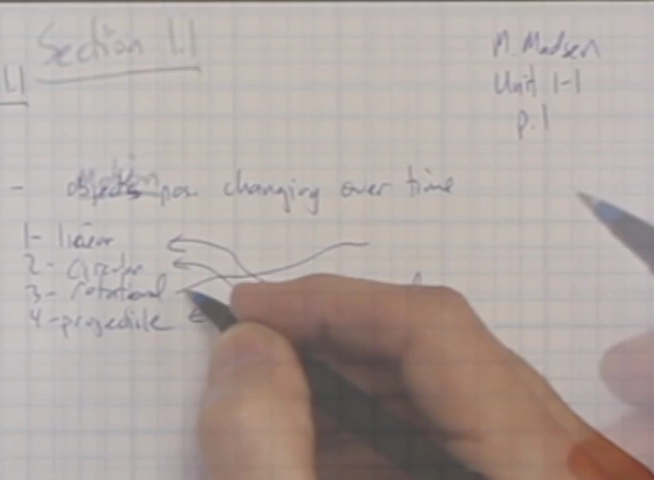 Section 1.1
1.1
M. Madsen
Unit 1-1
p.1
- object's pos. changing over time
1- linear
2- circular
3- rotational
4- projectile